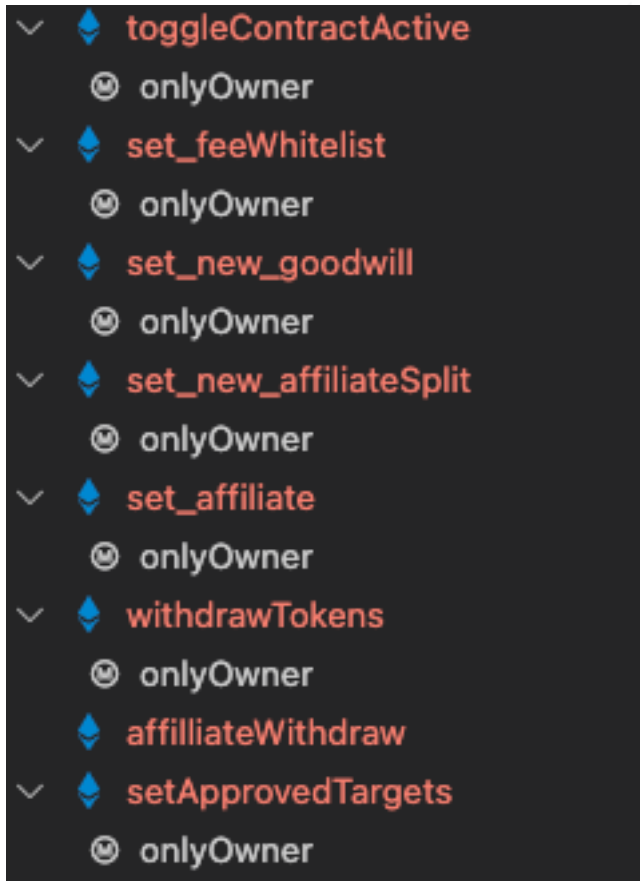 toggleContractActive
onlyOwner
set_feeWhitelist
onlyOwner
set_new_goodwill
onlyOwner
set_new_affiliateSplit
onlyOwner
set_affiliate
onlyOwner
withdrawTokens
onlyOwner
affilliateWithdraw
setApprovedTargets
onlyOwner